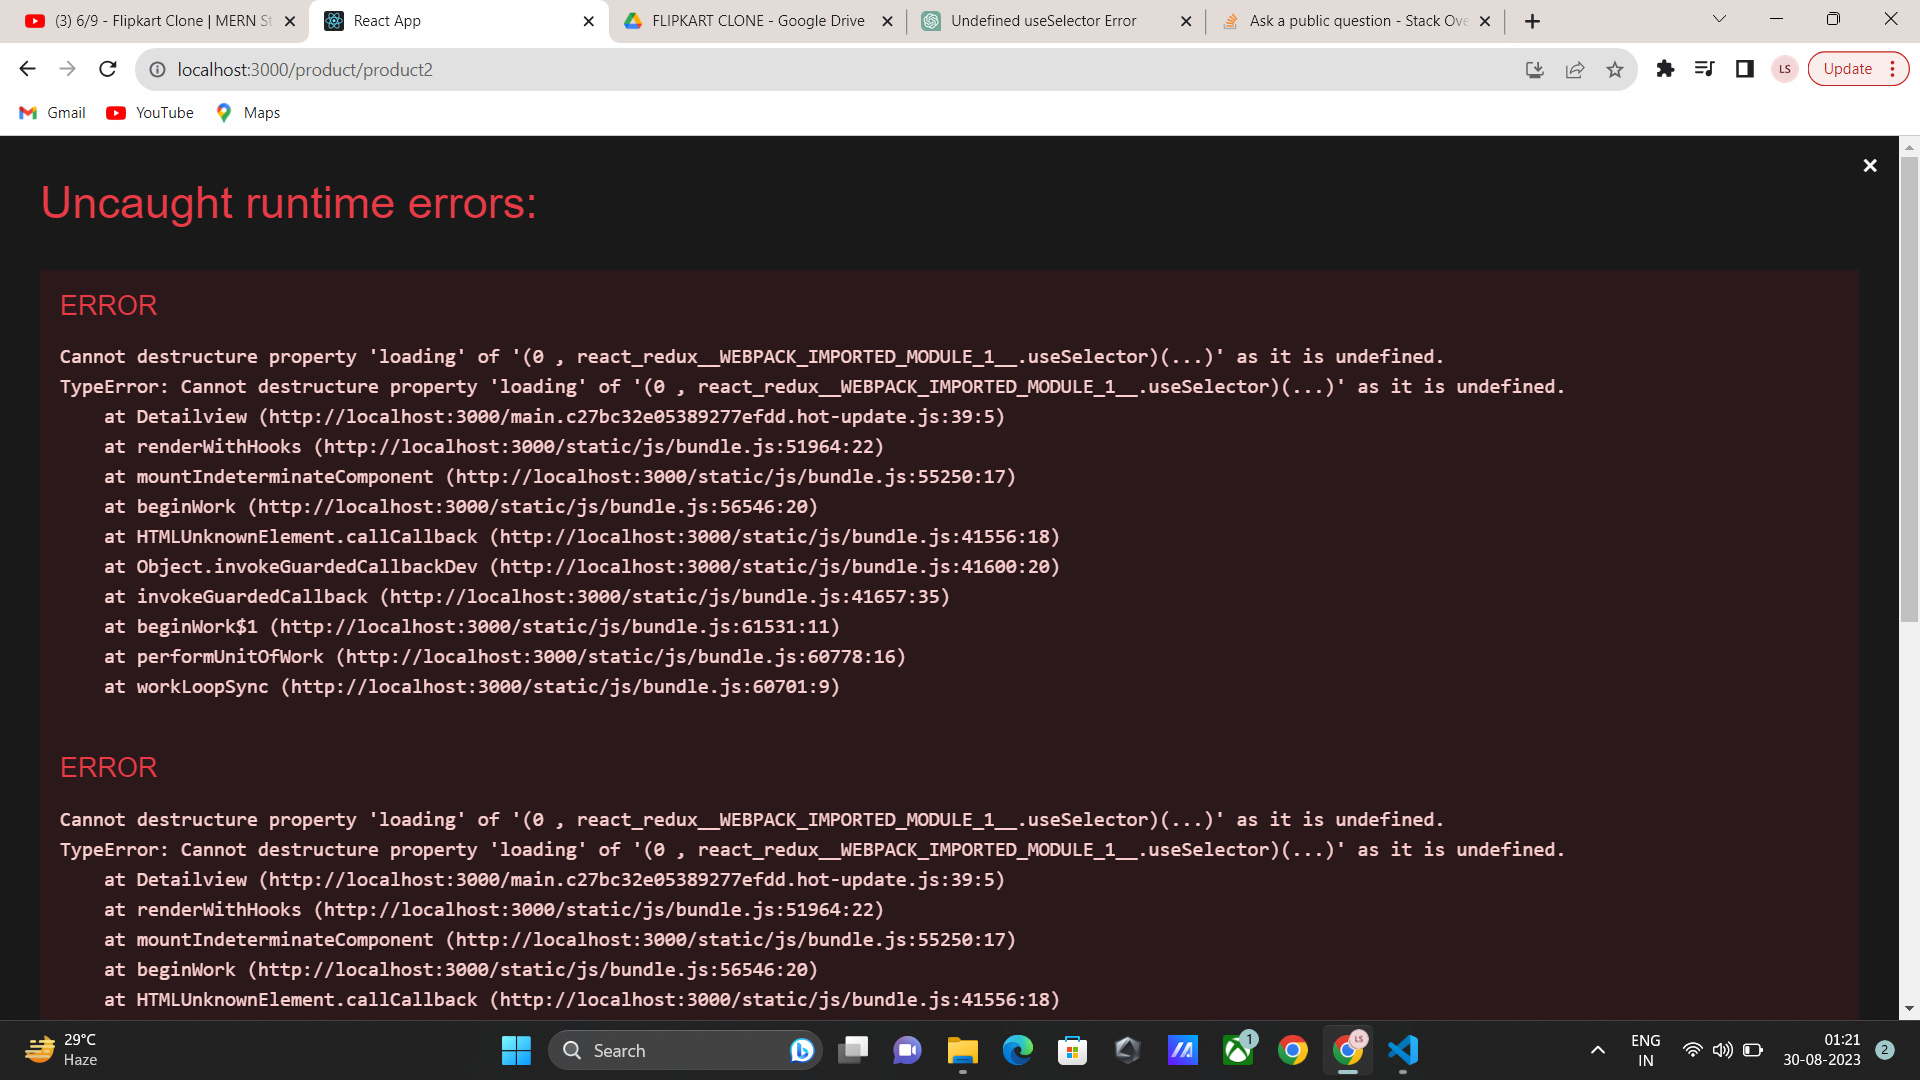 (3) 6/9 - Flipkart Clone | MERN St
React App
FLIPKART CLONE - Google Drive
Undefined useSelector Error
Ask a public question - Stack Ove
localhost:3000/product/product2
LS
Update
Gmail
YouTube
Maps
Uncaught runtime errors:
ERROR
Cannot destructure property 'loading' of '(0 , react_redux__WEBPACK_IMPORTED_MODULE_1__.useSelector)(...)' as it is undefined.
TypeError: Cannot destructure property 'loading' of '(0 , react_redux__WEBPACK_IMPORTED_MODULE_1__.useSelector)(...)' as it is undefined.
at Detailview (http://localhost:3000/main.c27bc32e05389277efdd.hot-update.js:39:5)
at renderWithHooks (http://localhost:3000/static/js/bundle.js:51964:22)
at mountIndeterminateComponent (http://localhost:3000/static/js/bundle.js:55250:17)
at beginWork (http://localhost:3000/static/js/bundle.js:56546:20)
at HTMLUnknownElement.callCallback (http://localhost:3000/static/js/bundle.js:41556:18)
at Object.invokeGuardedCallbackDev (http://localhost:3000/static/js/bundle.js:41600:20)
at invokeGuardedCallback (http://localhost:3000/static/js/bundle.js:41657:35)
at beginWork$1 (http://localhost:3000/static/js/bundle.js:61531:11)
at performUnitOfWork (http://localhost:3000/static/js/bundle.js:60778:16)
at workLoopSync (http://localhost:3000/static/js/bundle.js:60701:9)
ERROR
Cannot destructure property 'loading' of '(0 , react_redux__WEBPACK_IMPORTED_MODULE_1__.useSelector)(...)' as it is undefined.
TypeError: Cannot destructure property 'loading' of '(0 , react_redux__WEBPACK_IMPORTED_MODULE_1__.useSelector)(...)' as it is undefined.
at Detailview (http://localhost:3000/main.c27bc32e05389277efdd.hot-update.js:39:5)
at renderWithHooks (http://localhost:3000/static/js/bundle.js:51964:22)
at mountIndeterminateComponent (http://localhost:3000/static/js/bundle.js:55250:17)
at beginWork (http://localhost:3000/static/js/bundle.js:56546:20)
at HTMLUnknownElement.callCallback (http://localhost:3000/static/js/bundle.js:41556:18)
29°C
Haze
Search
1
LS
ENG
IN
01:21
30-08-2023
2